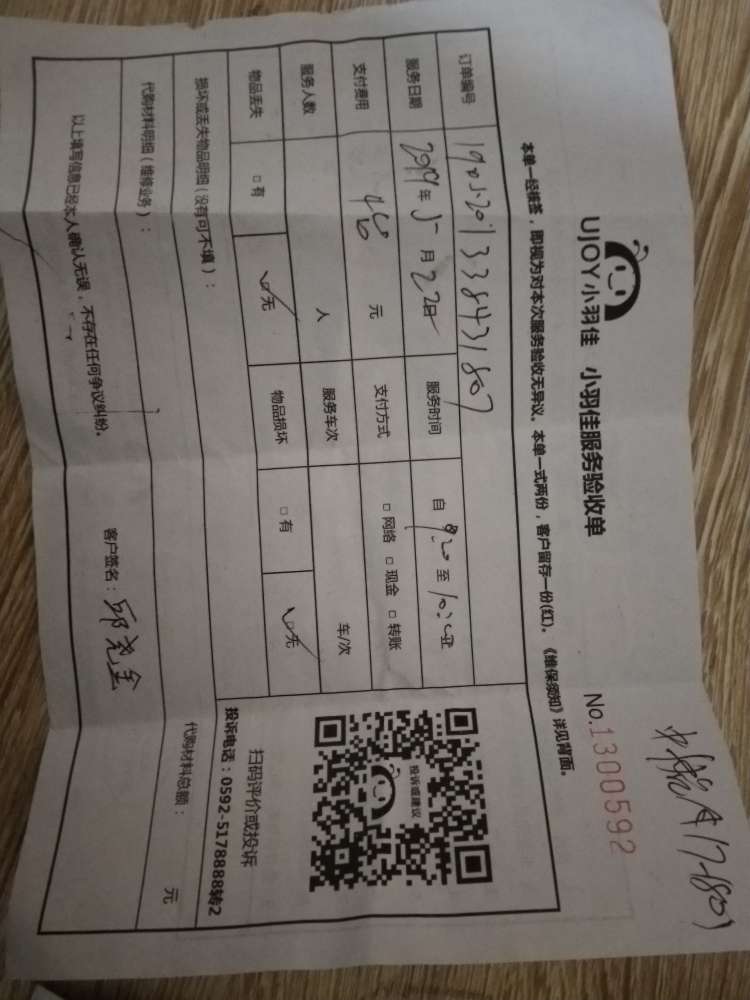 UJOY小羽佳 小羽佳服务验收单
No.1300592
本单一经核签，即视为对本次服务验收无异议。本单一式两份，客户留存一份(红)。《维保须知》详见背面。
订单编号 1905201338431807
服务日期 2019年5月22日 服务时间 自 9:20 至
支付费用 元 支付方式 □ 网络 □ 现金 □ 转账
服务人数 人 服务车次 车/次
物品丢失 □ 有 ☑ 无 物品损坏 □ 有 ☑ 无
投诉或建议
扫码评价或投诉
投诉电话：0592-5178888转2
损坏或丢失物品明细（没有可不填）：
代购材料明细（维修业务）：
代购材料总额： 元
以上填写信息已经本人确认无误，不存在任何争议纠纷。
客户签名：